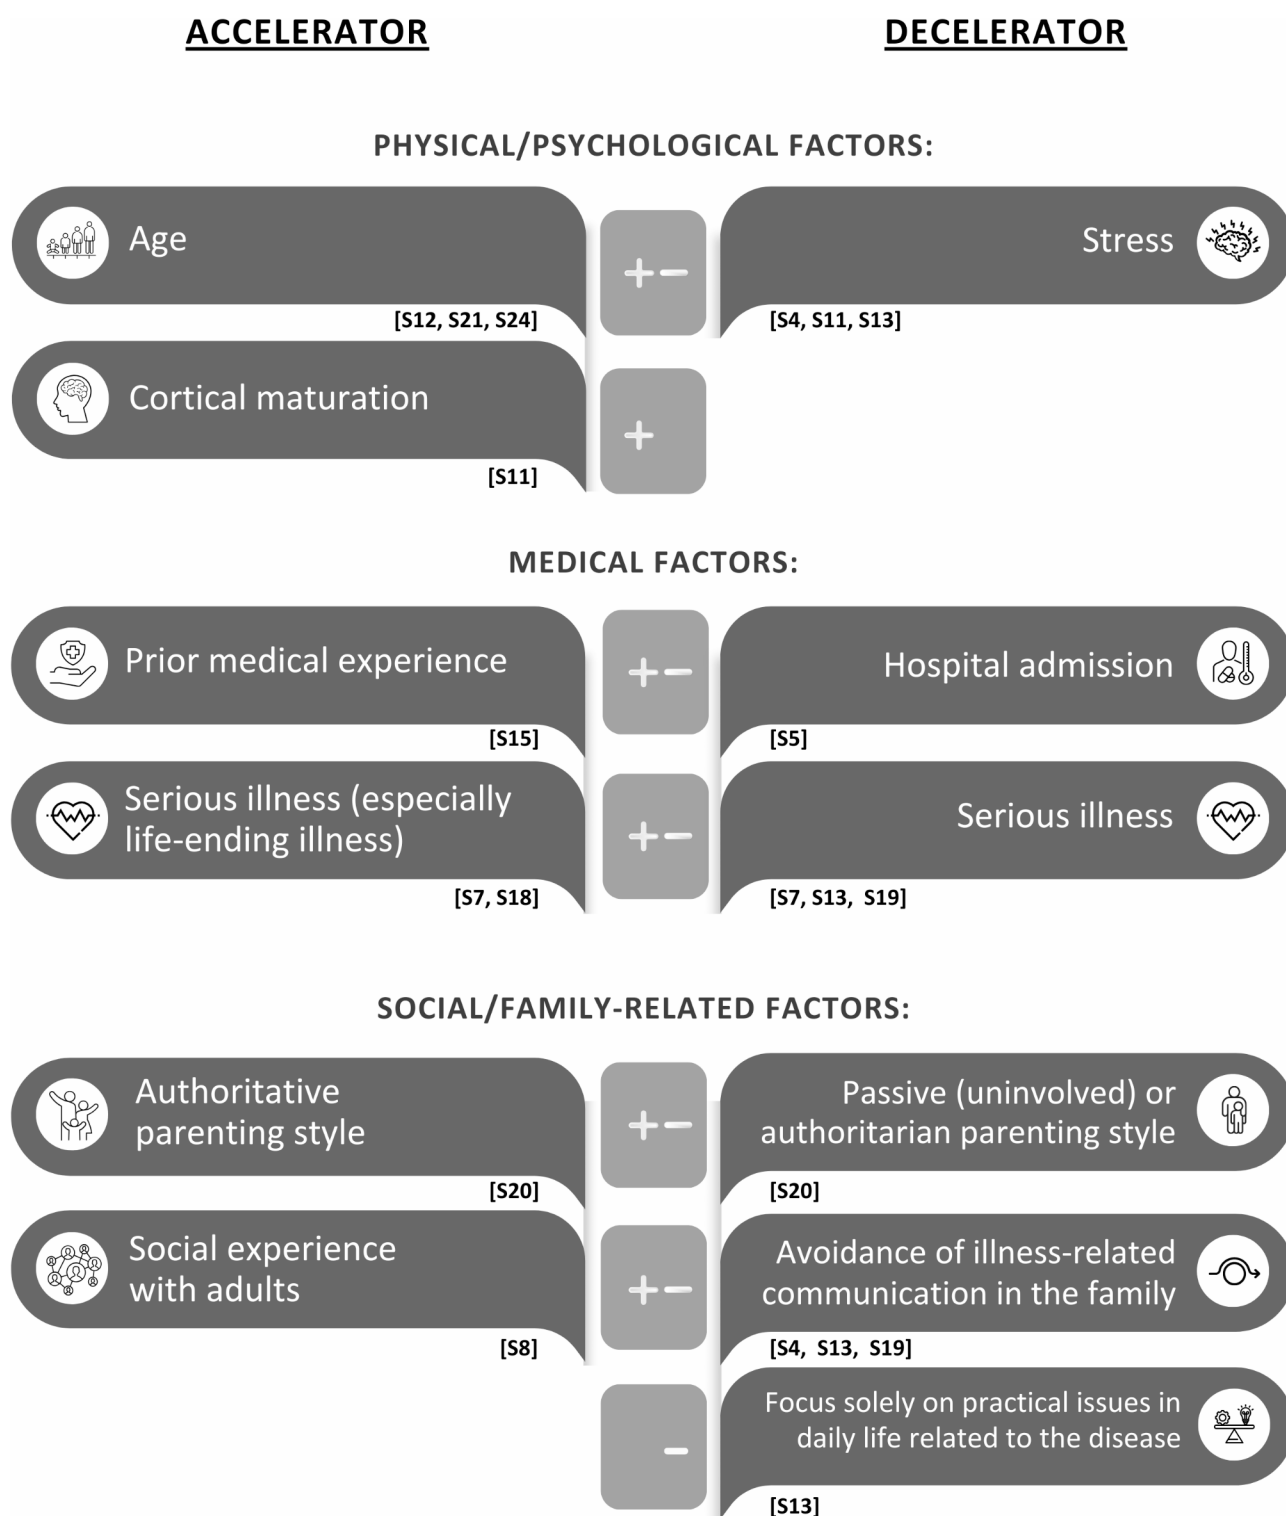 ACCELERATOR
DECELERATOR
PHYSICAL/PSYCHOLOGICAL FACTORS:
Age
+ −
Stress
[S12, S21, S24]
[S4, S11, S13]
Cortical maturation
+
[S11]
MEDICAL FACTORS:
Prior medical experience
+ −
Hospital admission
[S15]
[S5]
Serious illness (especially
life-ending illness)
+ −
Serious illness
[S7, S18]
[S7, S13,  S19]
SOCIAL/FAMILY-RELATED FACTORS:
Authoritative
parenting style
+ −
Passive (uninvolved) or
authoritarian parenting style
[S20]
[S20]
Social experience
with adults
+ −
Avoidance of illness-related
communication in the family
[S8]
[S4,  S13,  S19]
−
Focus solely on practical issues in
daily life related to the disease
[S13]